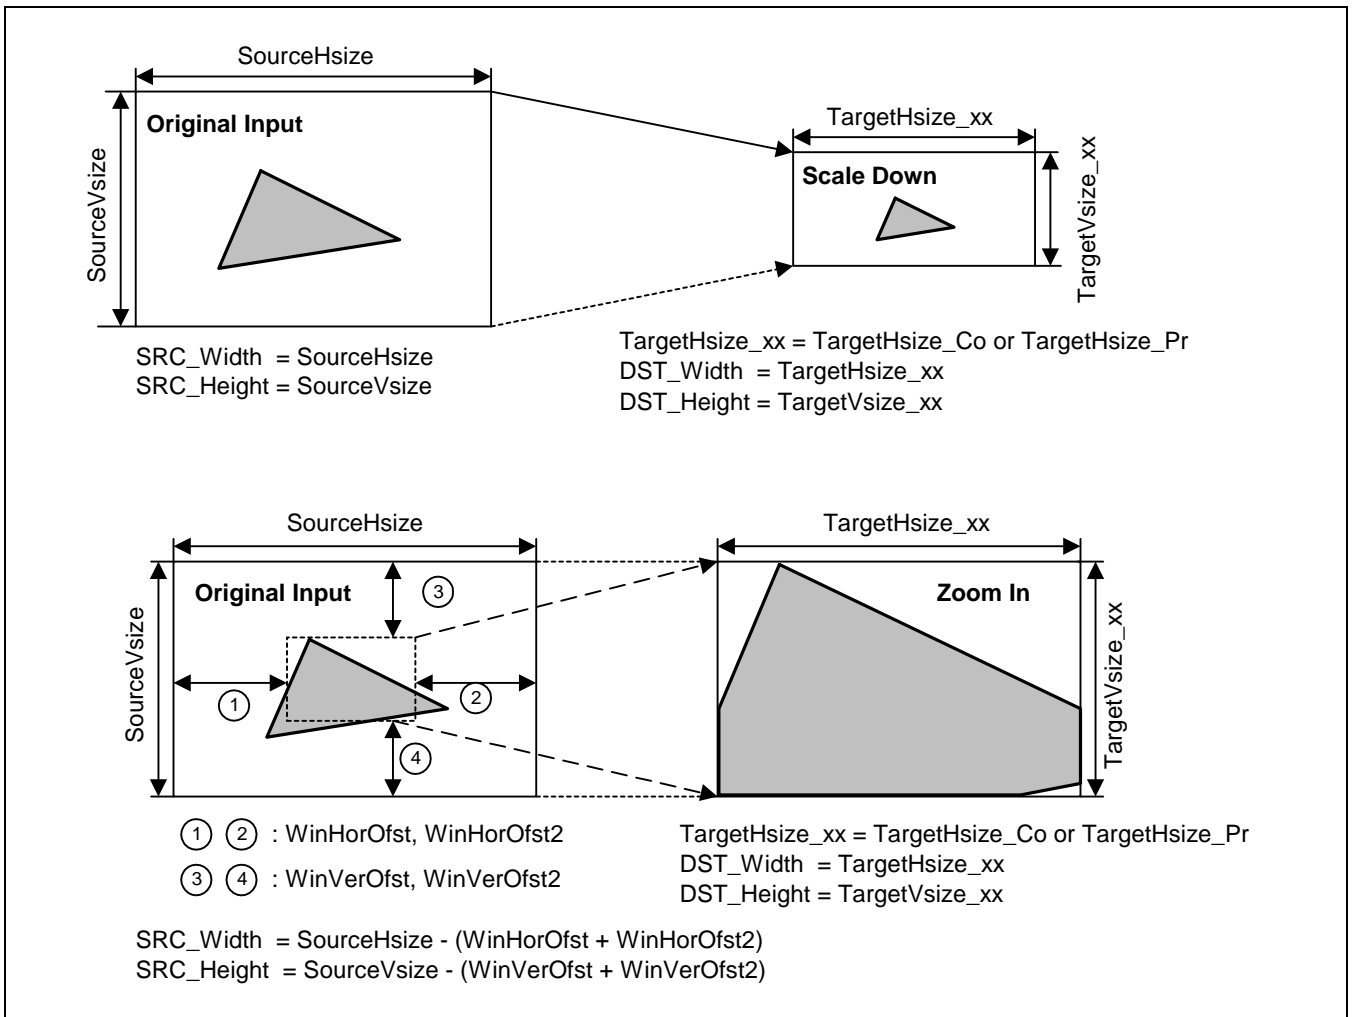 SourceHsize
SourceVsize
Original Input
TargetHsize_xx
TargetVsize_xx
Scale Down
SRC_Width = SourceHsize
SRC_Height = SourceVsize
TargetHsize_xx = TargetHsize_Co or TargetHsize_Pr
DST_Width = TargetHsize_xx
DST_Height = TargetVsize_xx
SourceHsize
SourceVsize
Original Input
3
1
2
4
TargetHsize_xx
Zoom In
TargetVsize_xx
1 2 : WinHorOfst, WinHorOfst2
3 4 : WinVerOfst, WinVerOfst2
SRC_Width = SourceHsize - (WinHorOfst + WinHorOfst2)
SRC_Height = SourceVsize - (WinVerOfst + WinVerOfst2)
TargetHsize_xx = TargetHsize_Co or TargetHsize_Pr
DST_Width = TargetHsize_xx
DST_Height = TargetVsize_xx